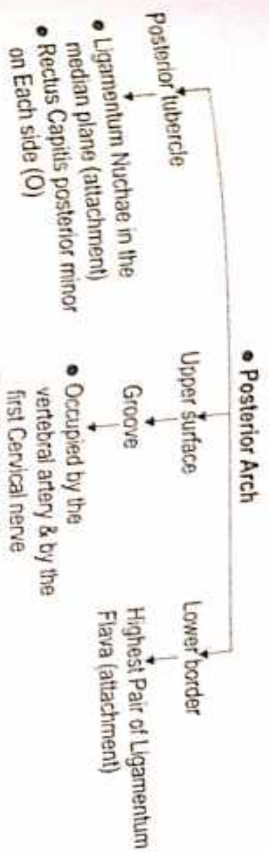 • Posterior Arch
Posterior tubercle
• Ligamentum Nuchae in the
median plane (attachment)
• Rectus Capitis posterior minor
on Each side (O)
Upper surface
Groove
• Occupied by the
vertebral artery & by the
first Cervical nerve
Lower border
Highest Pair of Ligamentum
Flava (attachment)